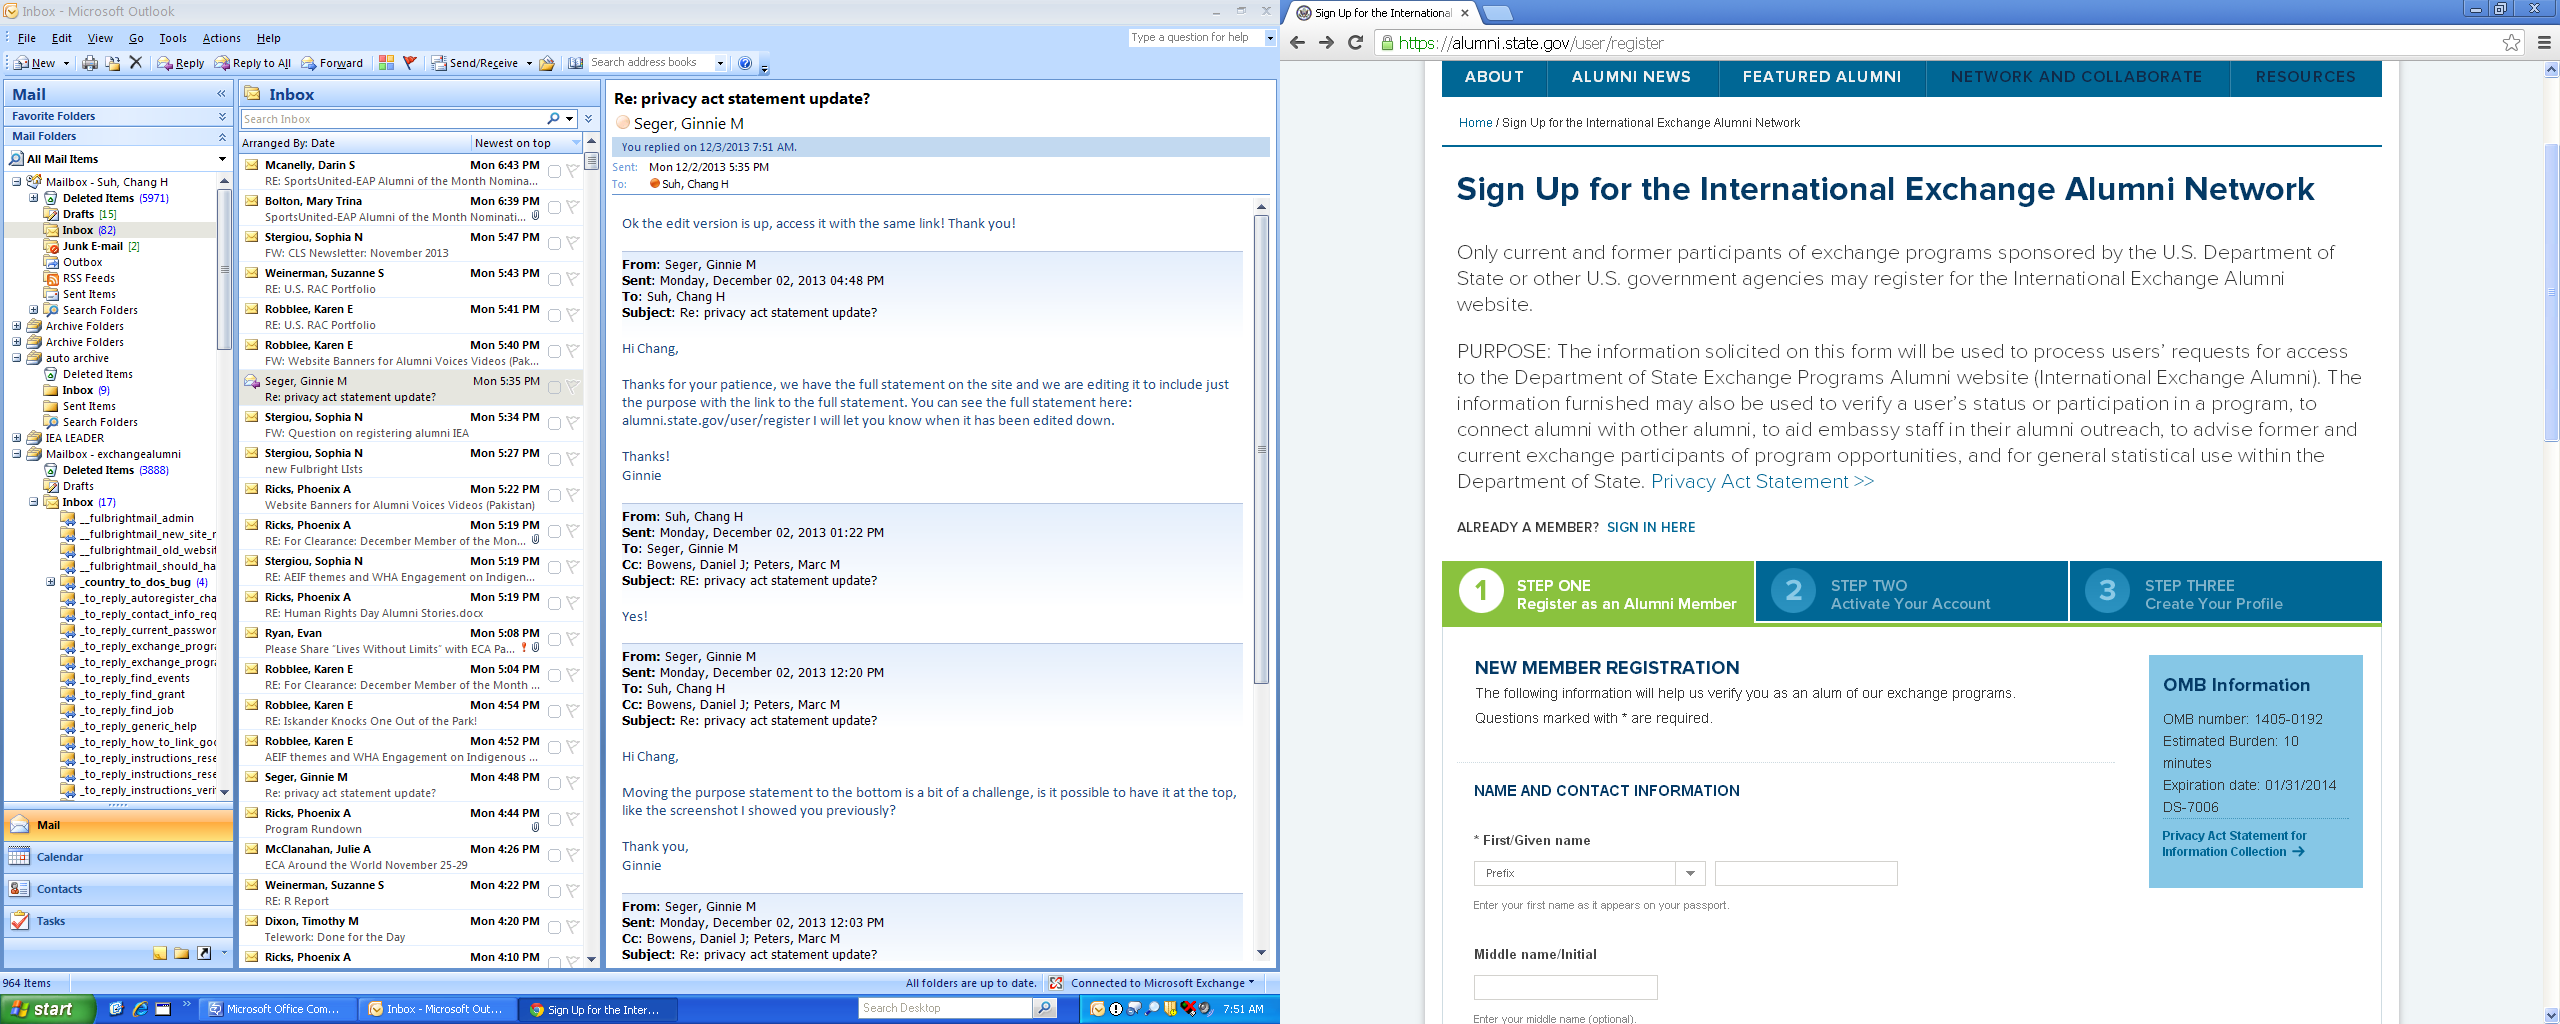 Inbox - Microsoft Outlook
File Edit View Go Tools Actions Help
Type a question for help
New Reply Reply to All Forward Send/Receive Search address books
Mail
Favorite Folders
Mail Folders
All Mail Items
Mailbox - Suh, Chang H
Deleted Items (5971)
Drafts [15]
Inbox (82)
Junk E-mail [2]
Outbox
RSS Feeds
Sent Items
Search Folders
Archive Folders
Archive Folders
auto archive
Deleted Items
Inbox (9)
Sent Items
Search Folders
IEA LEADER
Mailbox - exchangealumni
Deleted Items (3888)
Drafts
Inbox (17)
__fulbrightmail_admin
__fulbrightmail_new_site_r
__fulbrightmail_old_websit
__fulbrightmail_should_ha
_country_to_dos_bug (4)
_to_reply_autoregister_cha
_to_reply_contact_info_req
_to_reply_current_passwor
_to_reply_exchange_progra
_to_reply_exchange_progra
_to_reply_find_events
_to_reply_find_grant
_to_reply_find_job
_to_reply_generic_help
_to_reply_how_to_link_goo
_to_reply_instructions_rese
_to_reply_instructions_rese
_to_reply_instructions_veri
Mail
Calendar
Contacts
Tasks
964 Items
Inbox
Search Inbox
Arranged By: Date Newest on top
Mcanelly, Darin S Mon 6:43 PM
RE: SportsUnited-EAP Alumni of the Month Nomina...
Bolton, Mary Trina Mon 6:39 PM
SportsUnited-EAP Alumni of the Month Nominati...
Stergiou, Sophia N Mon 5:47 PM
FW: CLS Newsletter: November 2013
Weinerman, Suzanne S Mon 5:43 PM
RE: U.S. RAC Portfolio
Robblee, Karen E Mon 5:41 PM
RE: U.S. RAC Portfolio
Robblee, Karen E Mon 5:40 PM
FW: Website Banners for Alumni Voices Videos (Pak...
Seger, Ginnie M Mon 5:35 PM
Re: privacy act statement update?
Stergiou, Sophia N Mon 5:34 PM
FW: Question on registering alumni IEA
Stergiou, Sophia N Mon 5:27 PM
new Fulbright LIsts
Ricks, Phoenix A Mon 5:22 PM
Website Banners for Alumni Voices Videos (Pakistan)
Ricks, Phoenix A Mon 5:19 PM
RE: For Clearance: December Member of the Mon...
Stergiou, Sophia N Mon 5:19 PM
RE: AEIF themes and WHA Engagement on Indigen...
Ricks, Phoenix A Mon 5:19 PM
RE: Human Rights Day Alumni Stories.docx
Ryan, Evan Mon 5:08 PM
Please Share "Lives Without Limits" with ECA Pa...
Robblee, Karen E Mon 5:04 PM
RE: For Clearance: December Member of the Month ...
Robblee, Karen E Mon 4:54 PM
RE: Iskander Knocks One Out of the Park!
Robblee, Karen E Mon 4:52 PM
AEIF themes and WHA Engagement on Indigenous ...
Seger, Ginnie M Mon 4:48 PM
Re: privacy act statement update?
Ricks, Phoenix A Mon 4:44 PM
Program Rundown
McClanahan, Julie A Mon 4:26 PM
ECA Around the World November 25-29
Weinerman, Suzanne S Mon 4:22 PM
RE: R Report
Dixon, Timothy M Mon 4:20 PM
Telework: Done for the Day
Ricks, Phoenix A Mon 4:10 PM
Re: privacy act statement update?
Seger, Ginnie M
You replied on 12/3/2013 7:51 AM.
Sent: Mon 12/2/2013 5:35 PM
To: Suh, Chang H
Ok the edit version is up, access it with the same link! Thank you!
From: Seger, Ginnie M
Sent: Monday, December 02, 2013 04:48 PM
To: Suh, Chang H
Subject: Re: privacy act statement update?
Hi Chang,
Thanks for your patience, we have the full statement on the site and we are editing it to include just
the purpose with the link to the full statement. You can see the full statement here:
alumni.state.gov/user/register I will let you know when it has been edited down.
Thanks!
Ginnie
From: Suh, Chang H
Sent: Monday, December 02, 2013 01:22 PM
To: Seger, Ginnie M
Cc: Bowens, Daniel J; Peters, Marc M
Subject: RE: privacy act statement update?
Yes!
From: Seger, Ginnie M
Sent: Monday, December 02, 2013 12:20 PM
To: Suh, Chang H
Cc: Bowens, Daniel J; Peters, Marc M
Subject: Re: privacy act statement update?
Hi Chang,
Moving the purpose statement to the bottom is a bit of a challenge, is it possible to have it at the top,
like the screenshot I showed you previously?
Thank you,
Ginnie
From: Seger, Ginnie M
Sent: Monday, December 02, 2013 12:03 PM
Cc: Bowens, Daniel J; Peters, Marc M
Subject: Re: privacy act statement update?
All folders are up to date. Connected to Microsoft Exchange
start Microsoft Office Com... Inbox - Microsoft Out... Sign Up for the Inter... Search Desktop 7:51 AM
Sign Up for the International
https://alumni.state.gov/user/register
ABOUT ALUMNI NEWS FEATURED ALUMNI NETWORK AND COLLABORATE RESOURCES
Home / Sign Up for the International Exchange Alumni Network
Sign Up for the International Exchange Alumni Network
Only current and former participants of exchange programs sponsored by the U.S. Department of
State or other U.S. government agencies may register for the International Exchange Alumni
website.
PURPOSE: The information solicited on this form will be used to process users' requests for access
to the Department of State Exchange Programs Alumni website (International Exchange Alumni). The
information furnished may also be used to verify a user's status or participation in a program, to
connect alumni with other alumni, to aid embassy staff in their alumni outreach, to advise former and
current exchange participants of program opportunities, and for general statistical use within the
Department of State. Privacy Act Statement >>
ALREADY A MEMBER? SIGN IN HERE
1 STEP ONE
Register as an Alumni Member
2 STEP TWO
Activate Your Account
3 STEP THREE
Create Your Profile
NEW MEMBER REGISTRATION
The following information will help us verify you as an alum of our exchange programs.
Questions marked with * are required.
NAME AND CONTACT INFORMATION
* First/Given name
Prefix
Enter your first name as it appears on your passport.
Middle name/Initial
Enter your middle name (optional).
OMB Information
OMB number: 1405-0192
Estimated Burden: 10
minutes
Expiration date: 01/31/2014
DS-7006
Privacy Act Statement for
Information Collection →